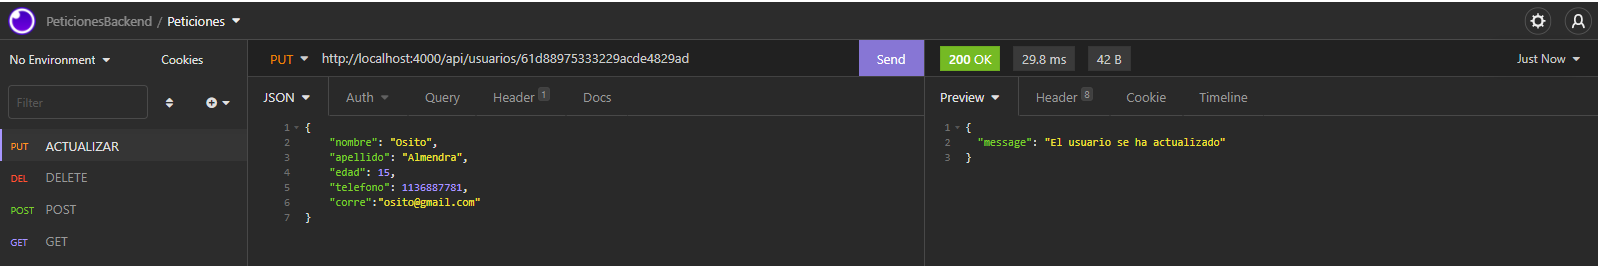 PeticionesBackend / Peticiones
No Environment Cookies
Filter
PUT ACTUALIZAR
DEL DELETE
POST POST
GET GET
PUT http://localhost:4000/api/usuarios/61d88975333229acde4829ad Send
JSON Auth Query Header 1 Docs
1 {
2 "nombre": "Osito",
3 "apellido": "Almendra",
4 "edad": 15,
5 "telefono": 1136887781,
6 "corre":"osito@gmail.com"
7 }
200 OK 29.8 ms 42 B Just Now
Preview Header 8 Cookie Timeline
1 {
2 "message": "El usuario se ha actualizado"
3 }